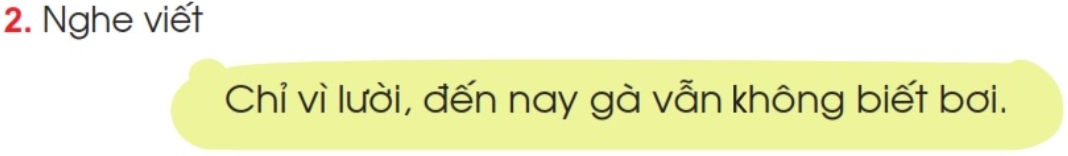 2. Nghe viết
Chỉ vì lười, đến nay gà vẫn không biết bơi.